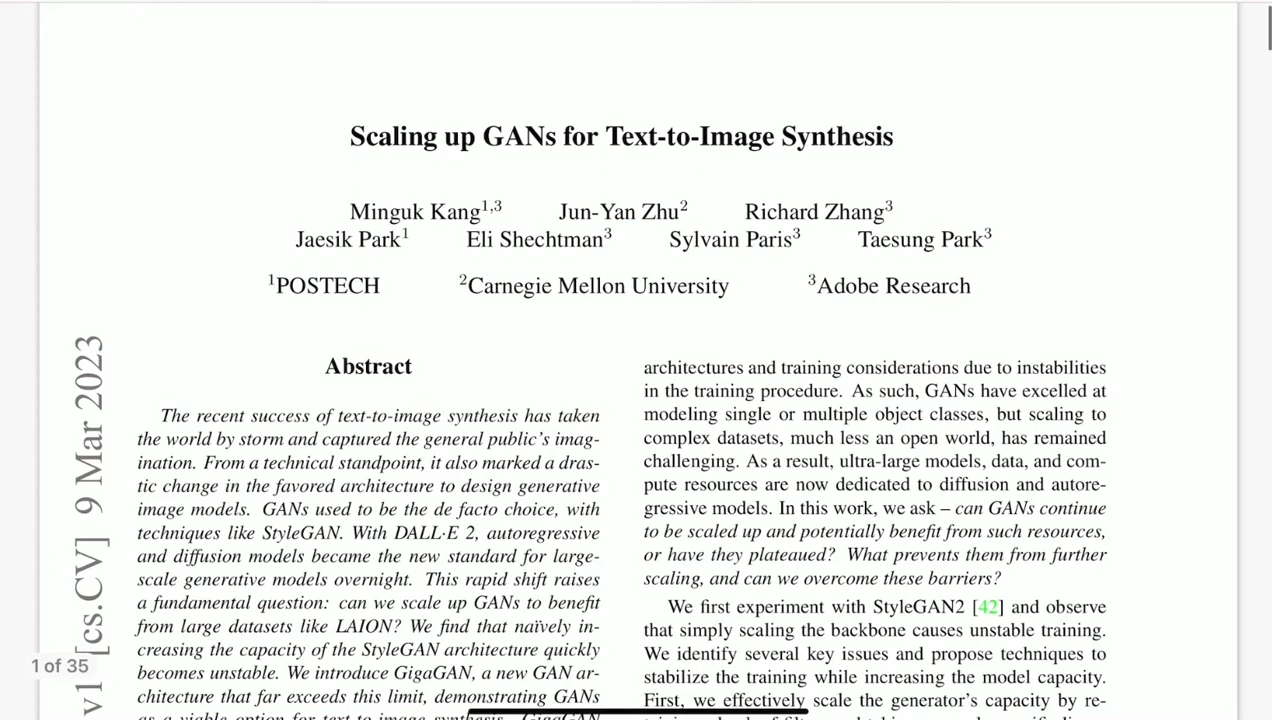 Scaling up GANs for Text-to-Image Synthesis
Minguk Kang1,3 Jun-Yan Zhu2 Richard Zhang3
Jaesik Park1 Eli Shechtman3 Sylvain Paris3 Taesung Park3
1POSTECH 2Carnegie Mellon University 3Adobe Research
Abstract
The recent success of text-to-image synthesis has taken
the world by storm and captured the general public's imag-
ination. From a technical standpoint, it also marked a dras-
tic change in the favored architecture to design generative
image models. GANs used to be the de facto choice, with
techniques like StyleGAN. With DALL·E 2, autoregressive
and diffusion models became the new standard for large-
scale generative models overnight. This rapid shift raises
a fundamental question: can we scale up GANs to benefit
from large datasets like LAION? We find that naïvely in-
creasing the capacity of the StyleGAN architecture quickly
becomes unstable. We introduce GigaGAN, a new GAN ar-
chitecture that far exceeds this limit, demonstrating GANs
as a viable option for text-to-image synthesis. GigaGAN
architectures and training considerations due to instabilities
in the training procedure. As such, GANs have excelled at
modeling single or multiple object classes, but scaling to
complex datasets, much less an open world, has remained
challenging. As a result, ultra-large models, data, and com-
pute resources are now dedicated to diffusion and autore-
gressive models. In this work, we ask – can GANs continue
to be scaled up and potentially benefit from such resources,
or have they plateaued? What prevents them from further
scaling, and can we overcome these barriers?
We first experiment with StyleGAN2 [42] and observe
that simply scaling the backbone causes unstable training.
We identify several key issues and propose techniques to
stabilize the training while increasing the model capacity.
First, we effectively scale the generator's capacity by re-
v1 [cs.CV] 9 Mar 2023
1 of 35